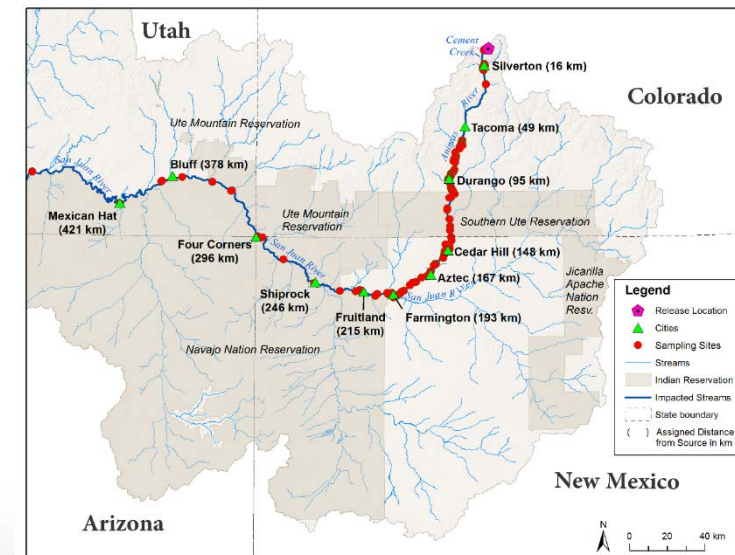 Utah
Cement
Creek
Silverton (16 km)
Colorado
Animas River
Tacoma (49 km)
Ute Mountain Reservation
San Juan River
Bluff (378 km)
Durango (95 km)
Mexican Hat
(421 km)
Ute Mountain
Reservation
Southern Ute Reservation
Four Corners
(296 km)
San Juan River
Cedar Hill (148 km)
Aztec (167 km)
Jicarilla
Apache
Nation
Resv.
Shiprock
(246 km)
San Juan
Fruitland
(215 km)
Farmington (193 km)
Navajo Nation Reservation
Legend
Release Location
Cities
Sampling Sites
Streams
Indian Reservation
Impacted Streams
State boundary
( ) Assigned Distance
from Source in km
New Mexico
Arizona
N
0 20 40 km